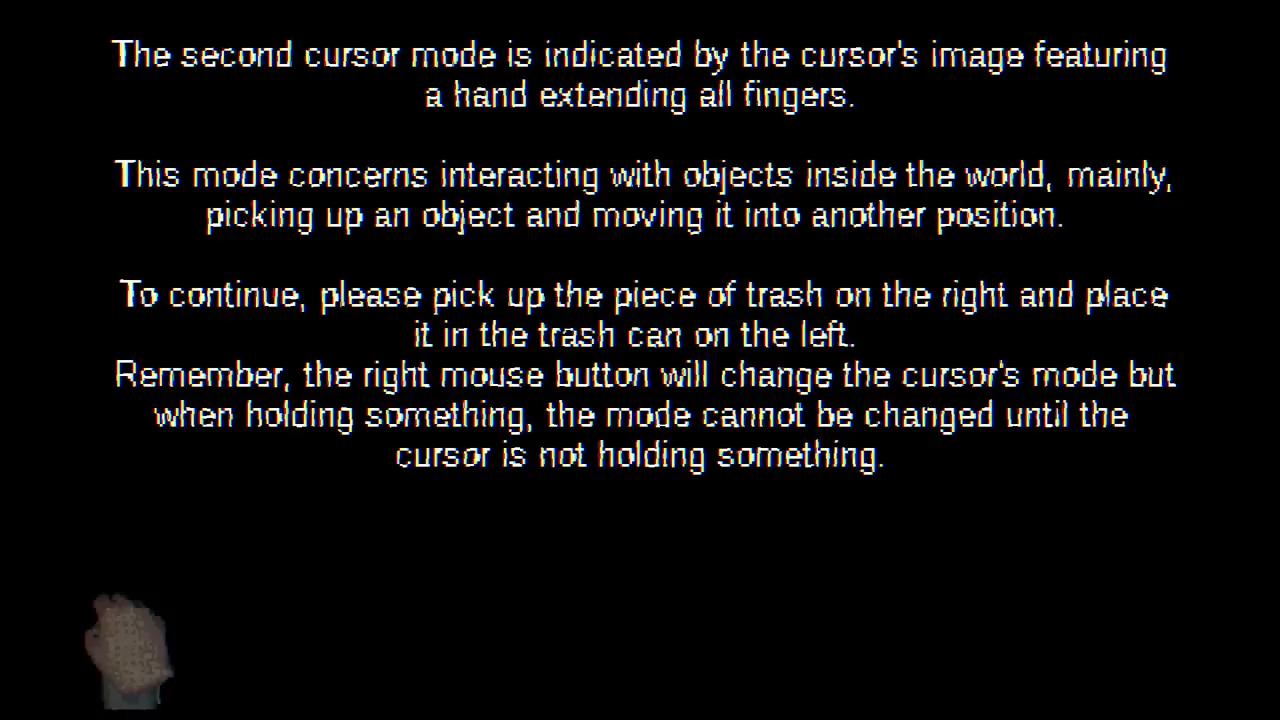 The second cursor mode is indicated by the cursor's image featuring
a hand extending all fingers.
This mode concerns interacting with objects inside the world, mainly,
picking up an object and moving it into another position.
To continue, please pick up the piece of trash on the right and place
it in the trash can on the left.
Remember, the right mouse button will change the cursor's mode but
when holding something, the mode cannot be changed until the
cursor is not holding something.